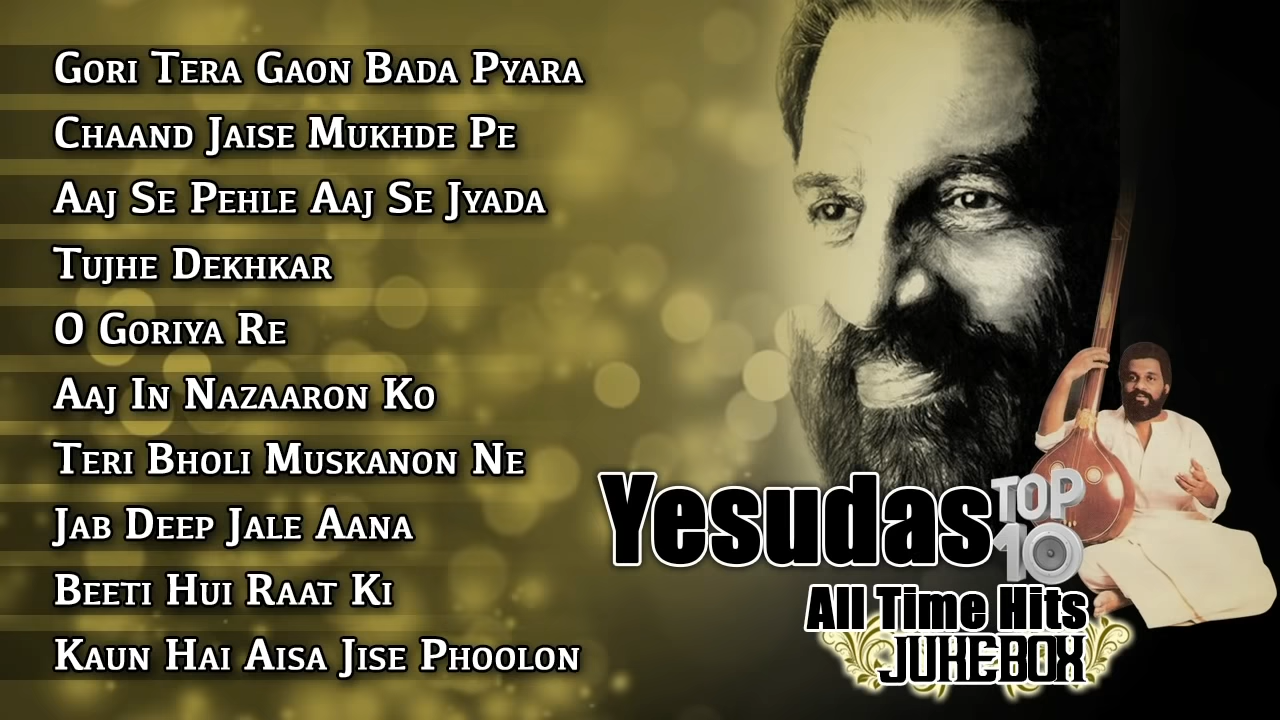 Gori Tera Gaon Bada Pyara
Chaand Jaise Mukhde Pe
Aaj Se Pehle Aaj Se Jyada
Tujhe Dekhkar
O Goriya Re
Aaj In Nazaaron Ko
Teri Bholi Muskanon Ne
Jab Deep Jale Aana
Beeti Hui Raat Ki
Kaun Hai Aisa Jise Phoolon
Yesudas TOP 10
All Time Hits
JUKEBOX